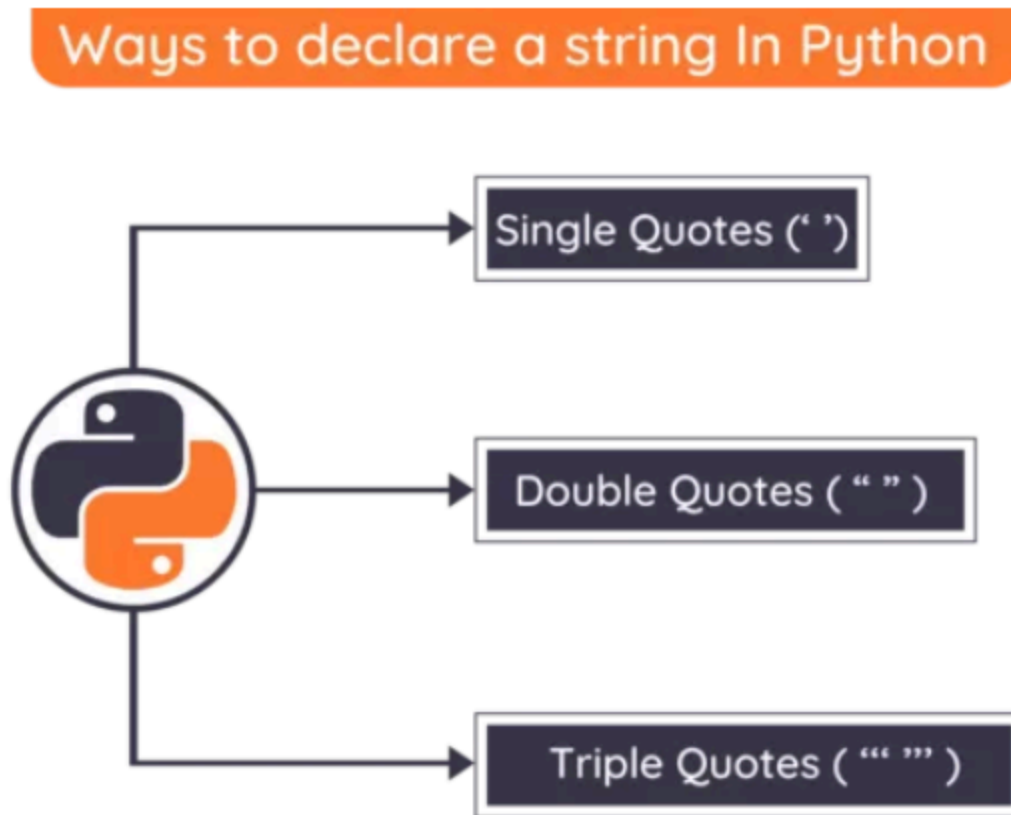 Ways to declare a string In Python
Single Quotes (‘ ’)
Double Quotes ( “ ” )
Triple Quotes ( ‘‘‘ ’’’ )